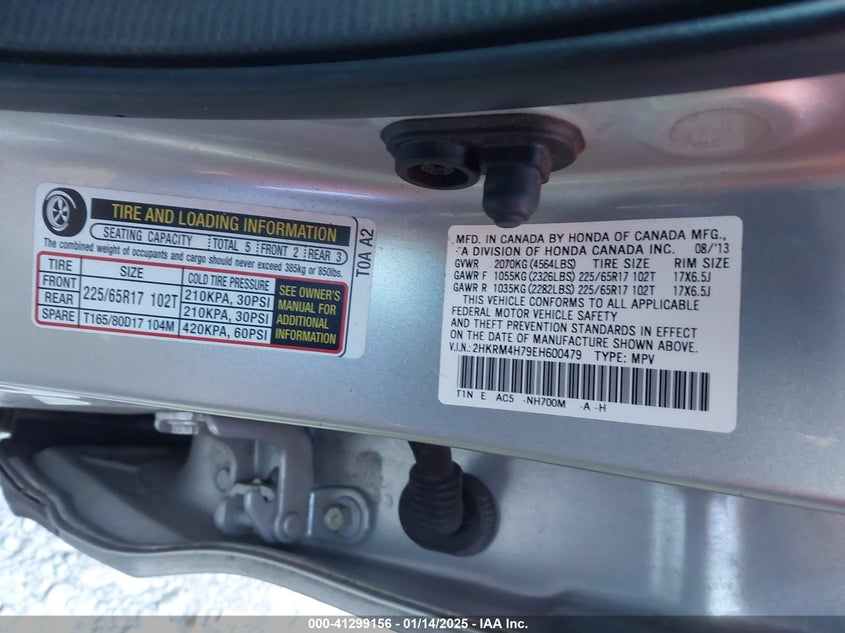 TIRE AND LOADING INFORMATION
SEATING CAPACITY TOTAL 5 FRONT 2 REAR 3
The combined weight of occupants and cargo should never exceed 385kg or 850lbs.
TIRE SIZE COLD TIRE PRESSURE
FRONT 225/65R17 102T 210KPA, 30PSI
REAR 210KPA, 30PSI
SPARE T165/80D17 104M 420KPA, 60PSI
SEE OWNER'S
MANUAL FOR
ADDITIONAL
INFORMATION
T0A A2
MFD. IN CANADA BY HONDA OF CANADA MFG.,
A DIVISION OF HONDA CANADA INC. 08/'13
GVWR 2070KG (4564LBS) TIRE SIZE RIM SIZE
GAWR F 1055KG (2326LBS) 225/65R17 102T 17X6.5J
GAWR R 1035KG (2282LBS) 225/65R17 102T 17X6.5J
THIS VEHICLE CONFORMS TO ALL APPLICABLE
FEDERAL MOTOR VEHICLE SAFETY
AND THEFT PREVENTION STANDARDS IN EFFECT
ON THE DATE OF MANUFACTURE SHOWN ABOVE.
V.I.N.: 2HKRM4H79EH600479 TYPE: MPV
T1N E AC5 -NH700M -A -H
000-41299156 - 01/14/2025 - IAA Inc.